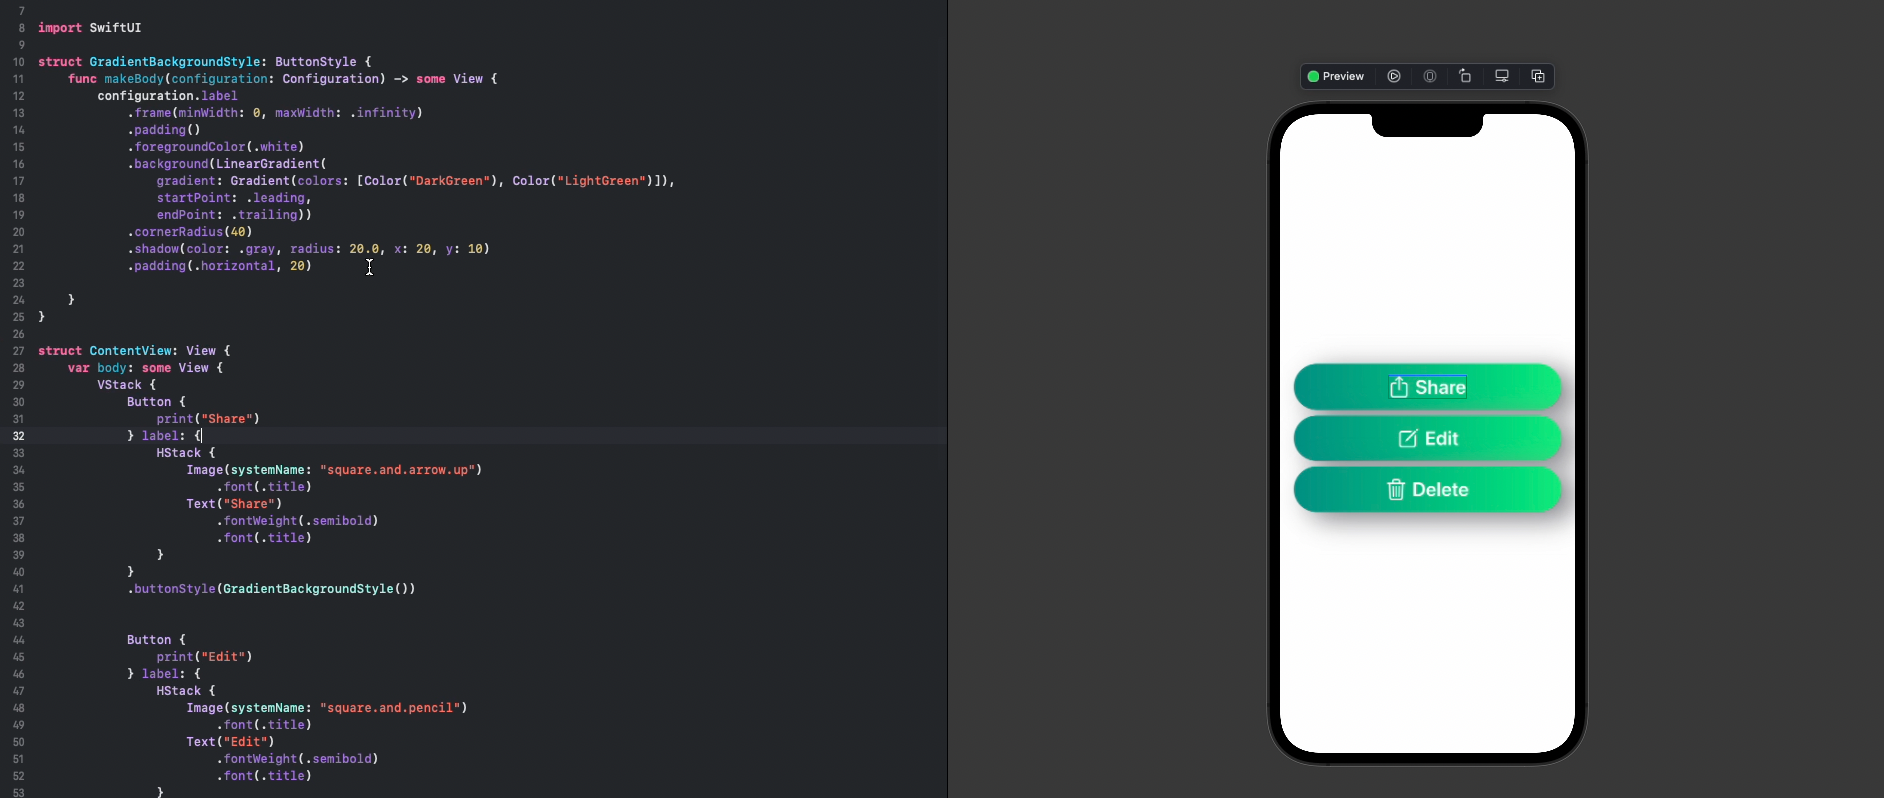 7
8 import SwiftUI
9
10 struct GradientBackgroundStyle: ButtonStyle {
11     func makeBody(configuration: Configuration) -> some View {
12         configuration.label
13             .frame(minWidth: 0, maxWidth: .infinity)
14             .padding()
15             .foregroundColor(.white)
16             .background(LinearGradient(
17                 gradient: Gradient(colors: [Color("DarkGreen"), Color("LightGreen")]),
18                 startPoint: .leading,
19                 endPoint: .trailing))
20             .cornerRadius(40)
21             .shadow(color: .gray, radius: 20.0, x: 20, y: 10)
22             .padding(.horizontal, 20)
23
24     }
25 }
26
27 struct ContentView: View {
28     var body: some View {
29         VStack {
30             Button {
31                 print("Share")
32             } label: {
33                 HStack {
34                     Image(systemName: "square.and.arrow.up")
35                         .font(.title)
36                     Text("Share")
37                         .fontWeight(.semibold)
38                         .font(.title)
39                 }
40             }
41             .buttonStyle(GradientBackgroundStyle())
42
43
44             Button {
45                 print("Edit")
46             } label: {
47                 HStack {
48                     Image(systemName: "square.and.pencil")
49                         .font(.title)
50                     Text("Edit")
51                         .fontWeight(.semibold)
52                         .font(.title)
53                 }
Preview
Share
Edit
Delete